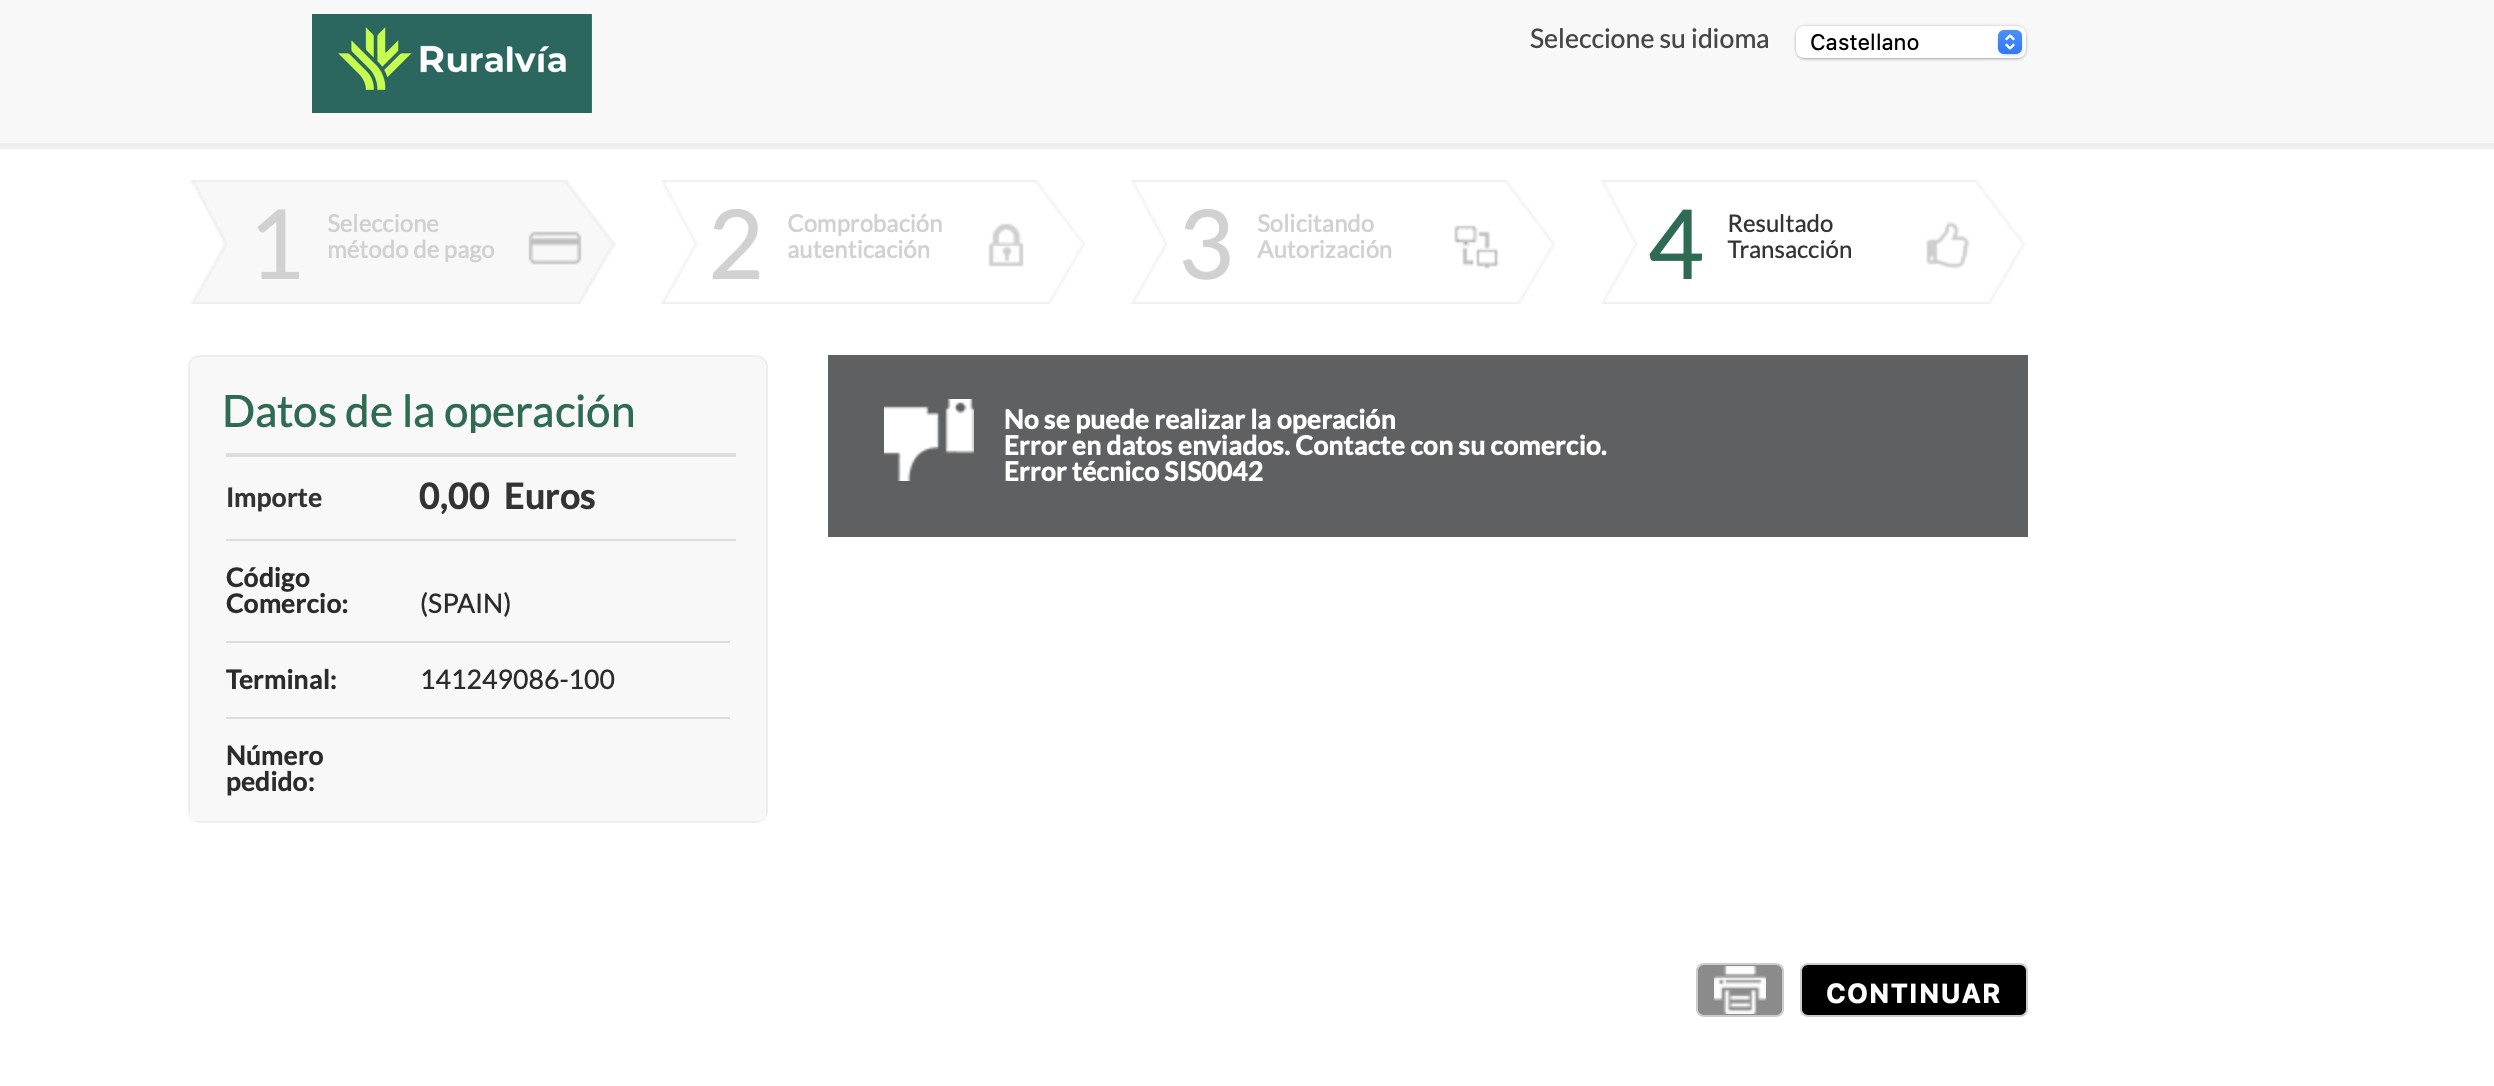 Ruralvía
Seleccione su idioma
Castellano
1
Seleccione
método de pago
2
Comprobación
autenticación
3
Solicitando
Autorización
4
Resultado
Transacción
Datos de la operación
Importe 0,00 Euros
Código
Comercio: (SPAIN)
Terminal: 141249086-100
Número
pedido:
No se puede realizar la operación
Error en datos enviados. Contacte con su comercio.
Error técnico SIS0042
CONTINUAR